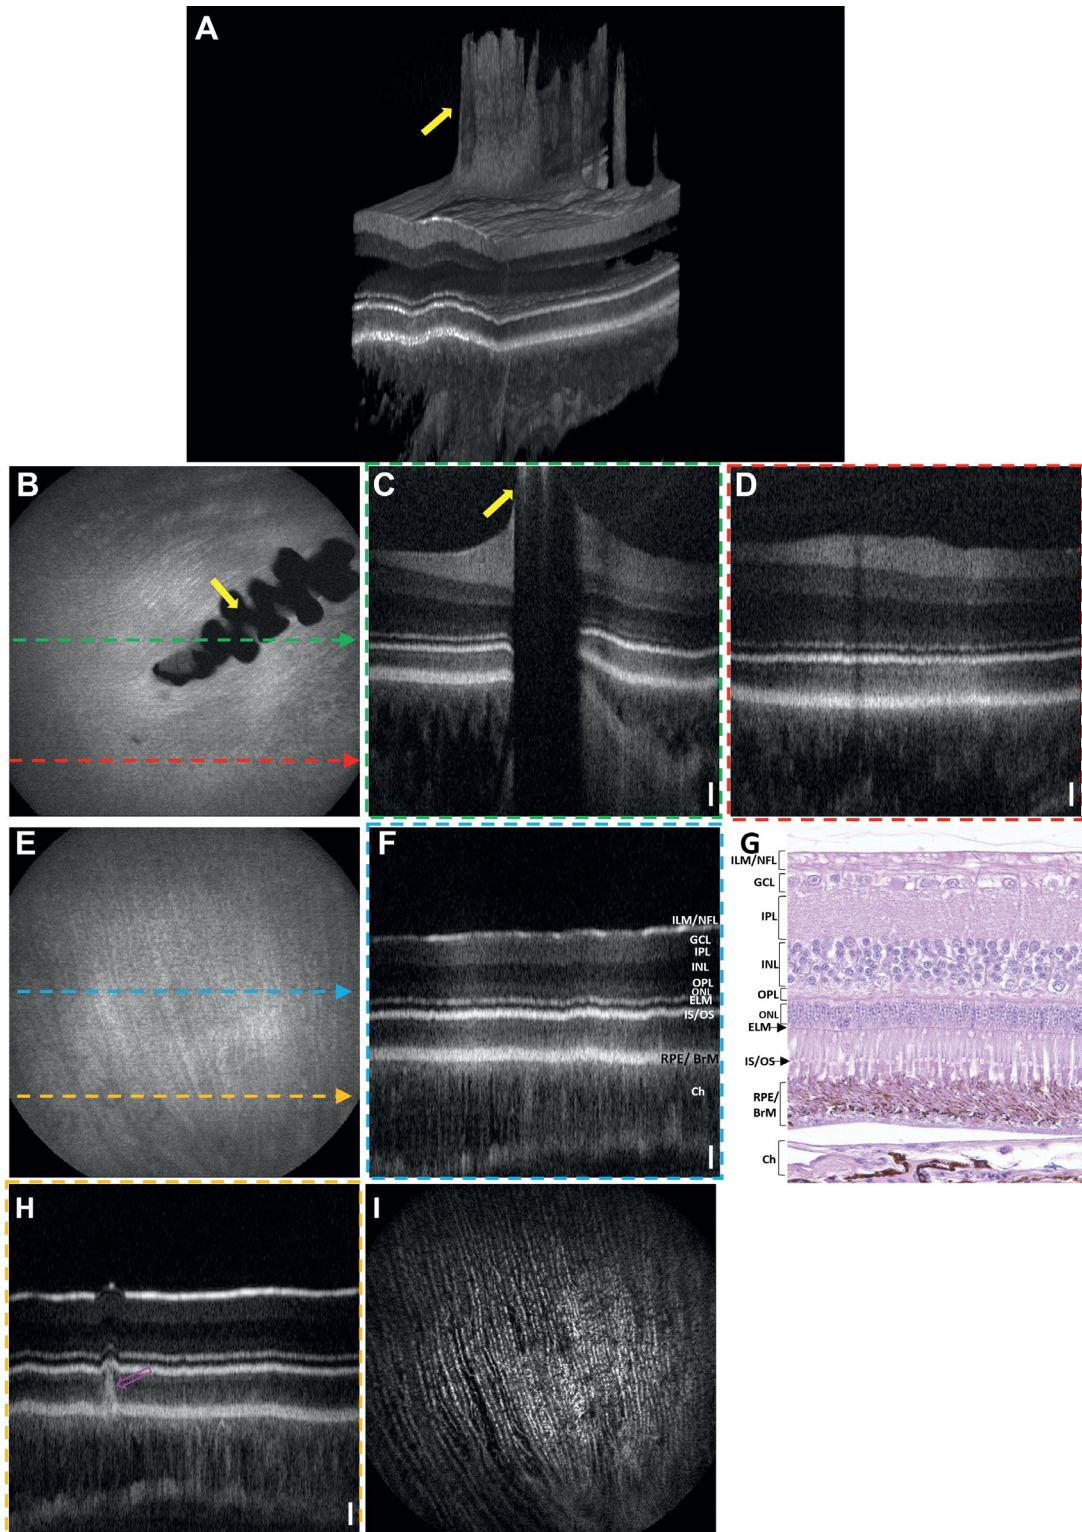 A
B
C
D
E
F
ILM/NFL
GCL
IPL
INL
OPL
ONL
ELM
IS/OS
RPE/ BrM
Ch
G
ILM/NFL
GCL
IPL
INL
OPL
ONL
ELM
IS/OS
RPE/
BrM
Ch
H
I